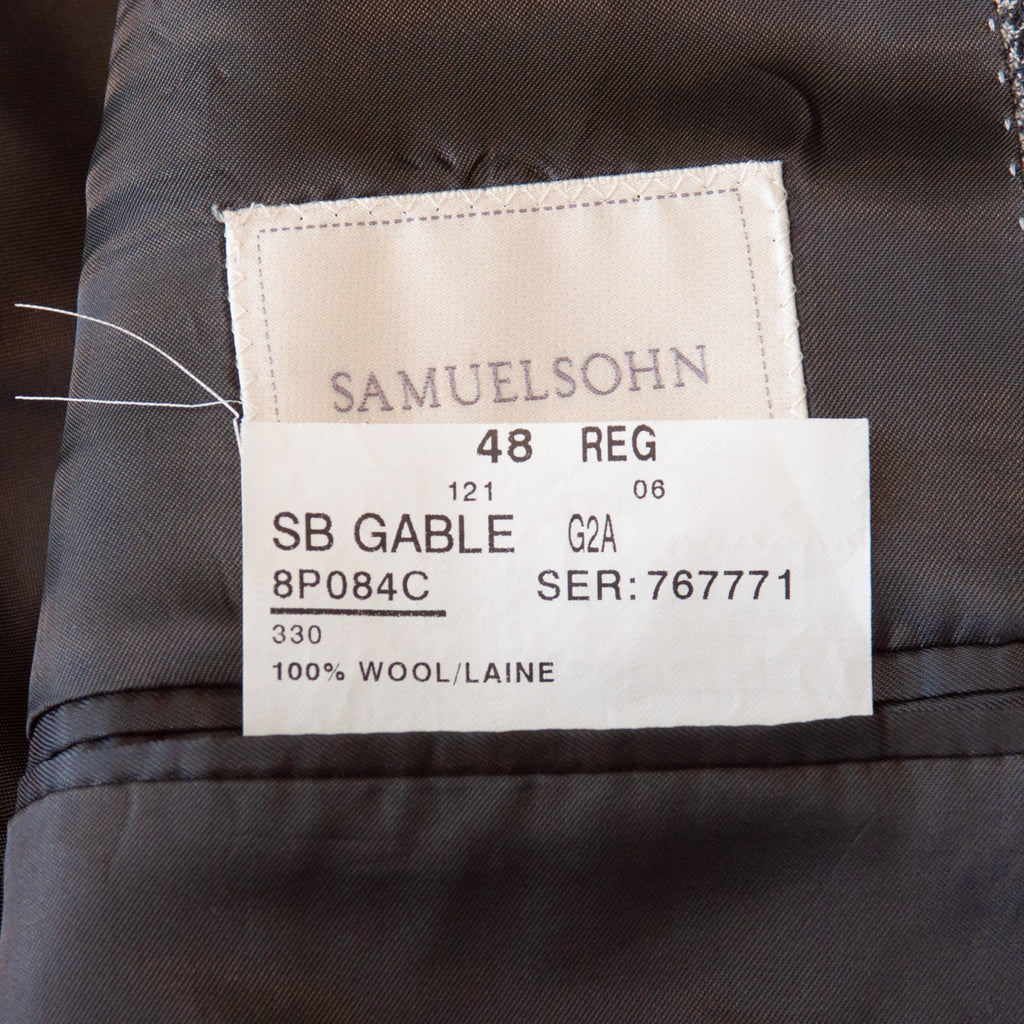 SAMUELSOHN
48 REG
121 06
SB GABLE G2A
8P084C SER:767771
330
100% WOOL/LAINE